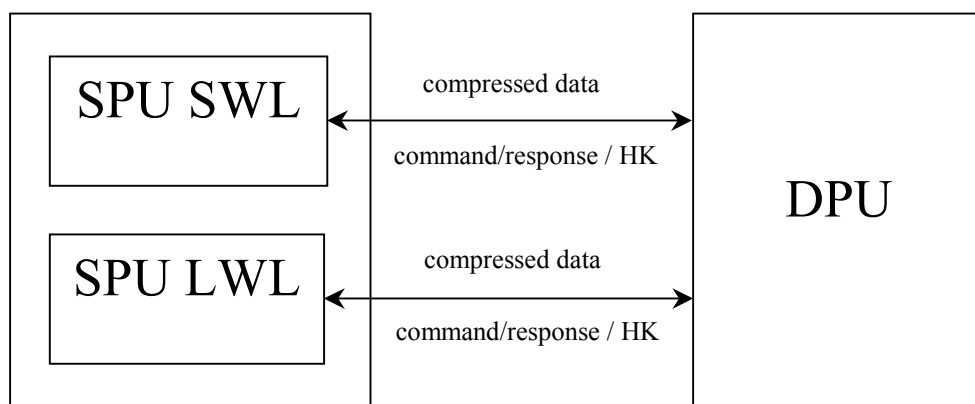 SPU SWL
compressed data
command/response / HK
DPU
SPU LWL
compressed data
command/response / HK